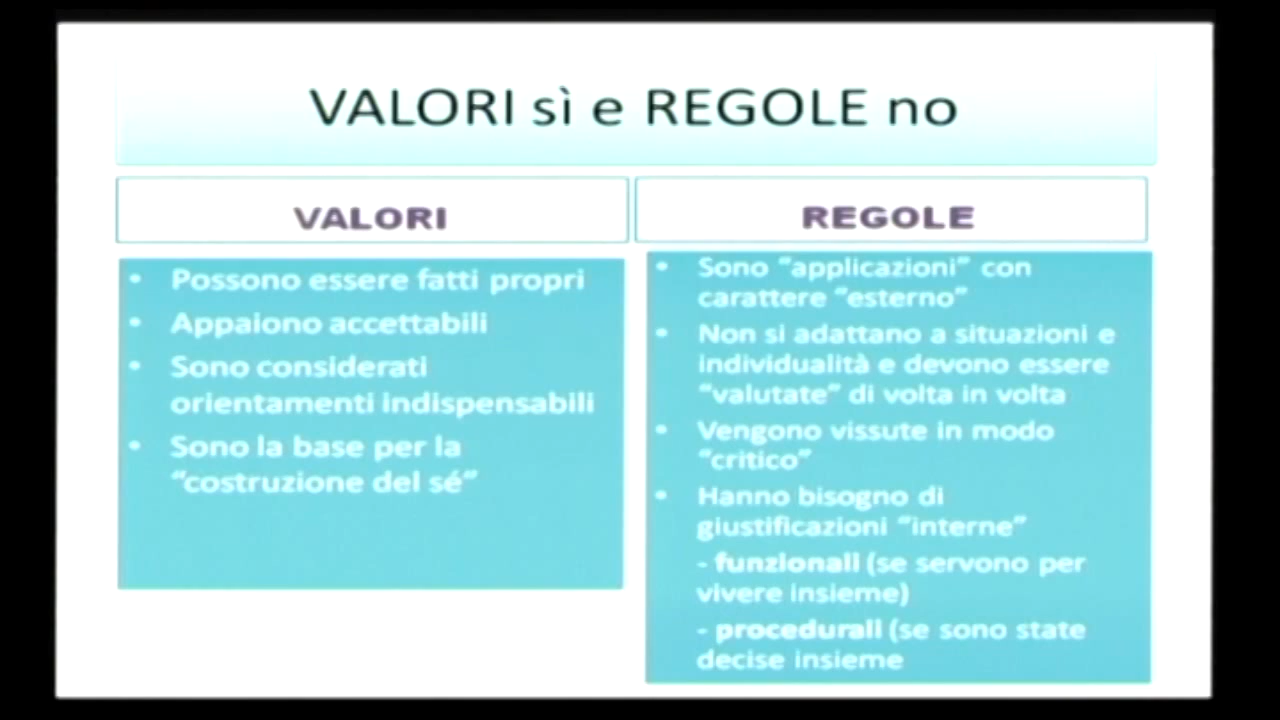 VALORI sì e REGOLE no
VALORI
• Possono essere fatti propri
• Appaiono accettabili
• Sono considerati
orientamenti indispensabili
• Sono la base per la
“costruzione del sé”
REGOLE
• Sono “applicazioni” con
carattere “esterno”
• Non si adattano a situazioni e
individualità e devono essere
“valutate” di volta in volta
• Vengono vissute in modo
“critico”
• Hanno bisogno di
giustificazioni “interne”
- funzionali (se servono per
vivere insieme)
- procedurali (se sono state
decise insieme